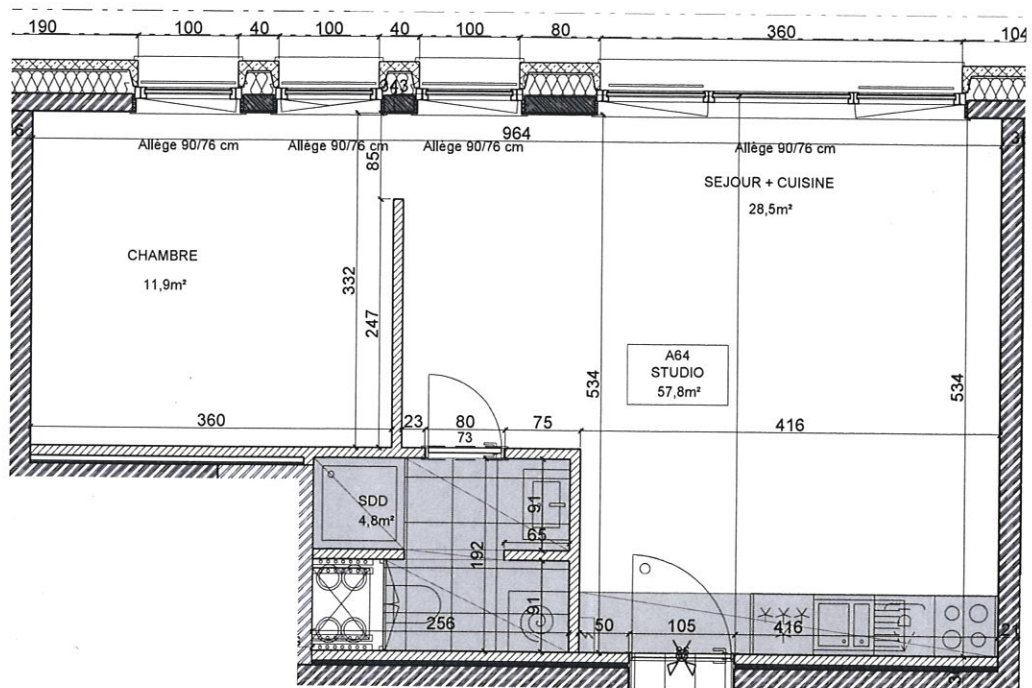 190 100 40 100 40 100 80 360 104
343
964
Allège 90/76 cm Allège 90/76 cm Allège 90/76 cm Allège 90/76 cm
85
SEJOUR + CUISINE
28,5m²
CHAMBRE
11,9m²
332
247
A64
STUDIO
57,8m²
534
534
360 23 80 75 416
73
SDD
4,8m²
91
65
192
91
256 50 105 416